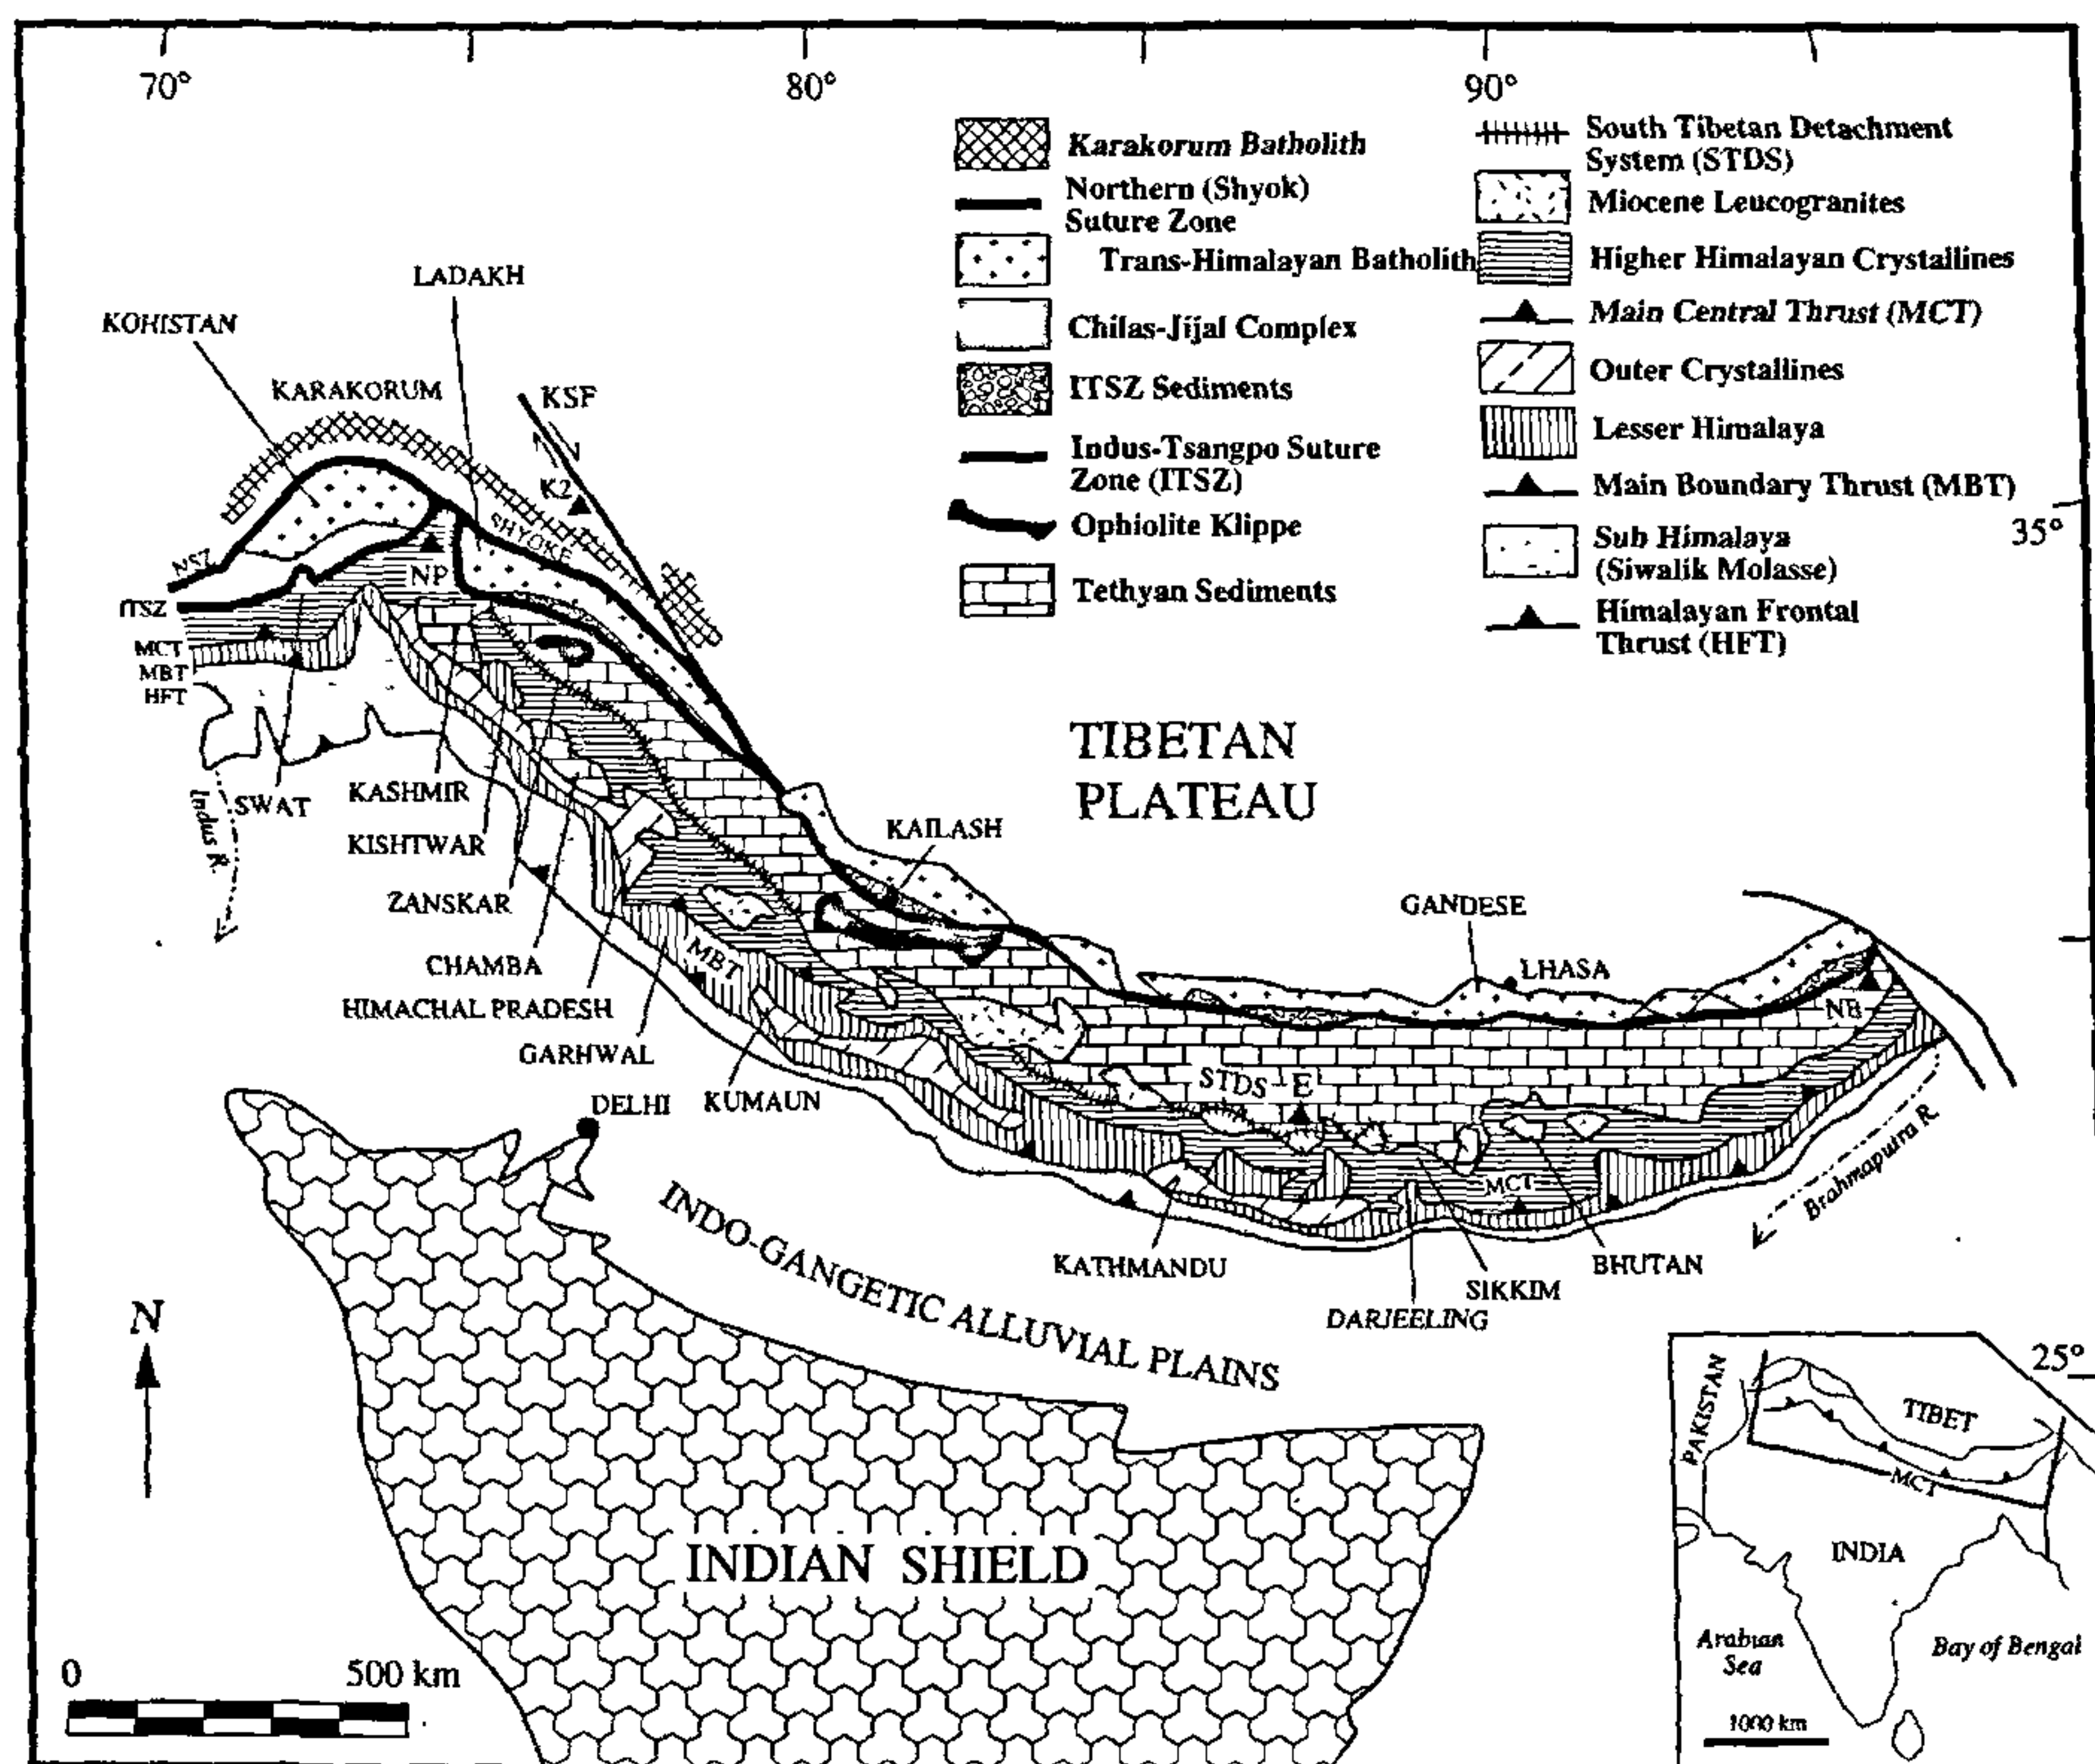 70°
80°
90°
Karakorum Batholith
Northern (Shyok)
Suture Zone
Trans-Himalayan Batholith
Chilas-Jijal Complex
ITSZ Sediments
Indus-Tsangpo Suture
Zone (ITSZ)
Ophiolite Klippe
Tethyan Sediments
South Tibetan Detachment
System (STDS)
Miocene Leucogranites
Higher Himalayan Crystallines
Main Central Thrust (MCT)
Outer Crystallines
Lesser Himalaya
Main Boundary Thrust (MBT)
Sub Himalaya
(Siwalik Molasse)
Himalayan Frontal
Thrust (HFT)
35°
LADAKH
KOHISTAN
KARAKORUM
KSF
N
K2
SHYOKE
NSZ
NP
ITSZ
MCT
MBT
HFT
TIBETAN
PLATEAU
Indus R.
SWAT
KASHMIR
KISHTWAR
ZANSKAR
CHAMBA
HIMACHAL PRADESH
GARHWAL
KUMAUN
MBT
KAILASH
GANDESE
LHASA
NB
STDS
E
MCT
Brahmaputra R.
DELHI
KATHMANDU
BHUTAN
SIKKIM
DARJEELING
INDO-GANGETIC ALLUVIAL PLAINS
N
INDIAN SHIELD
0
500 km
25°
PAKISTAN
TIBET
MCT
INDIA
Arabian
Sea
Bay of Bengal
1000 km